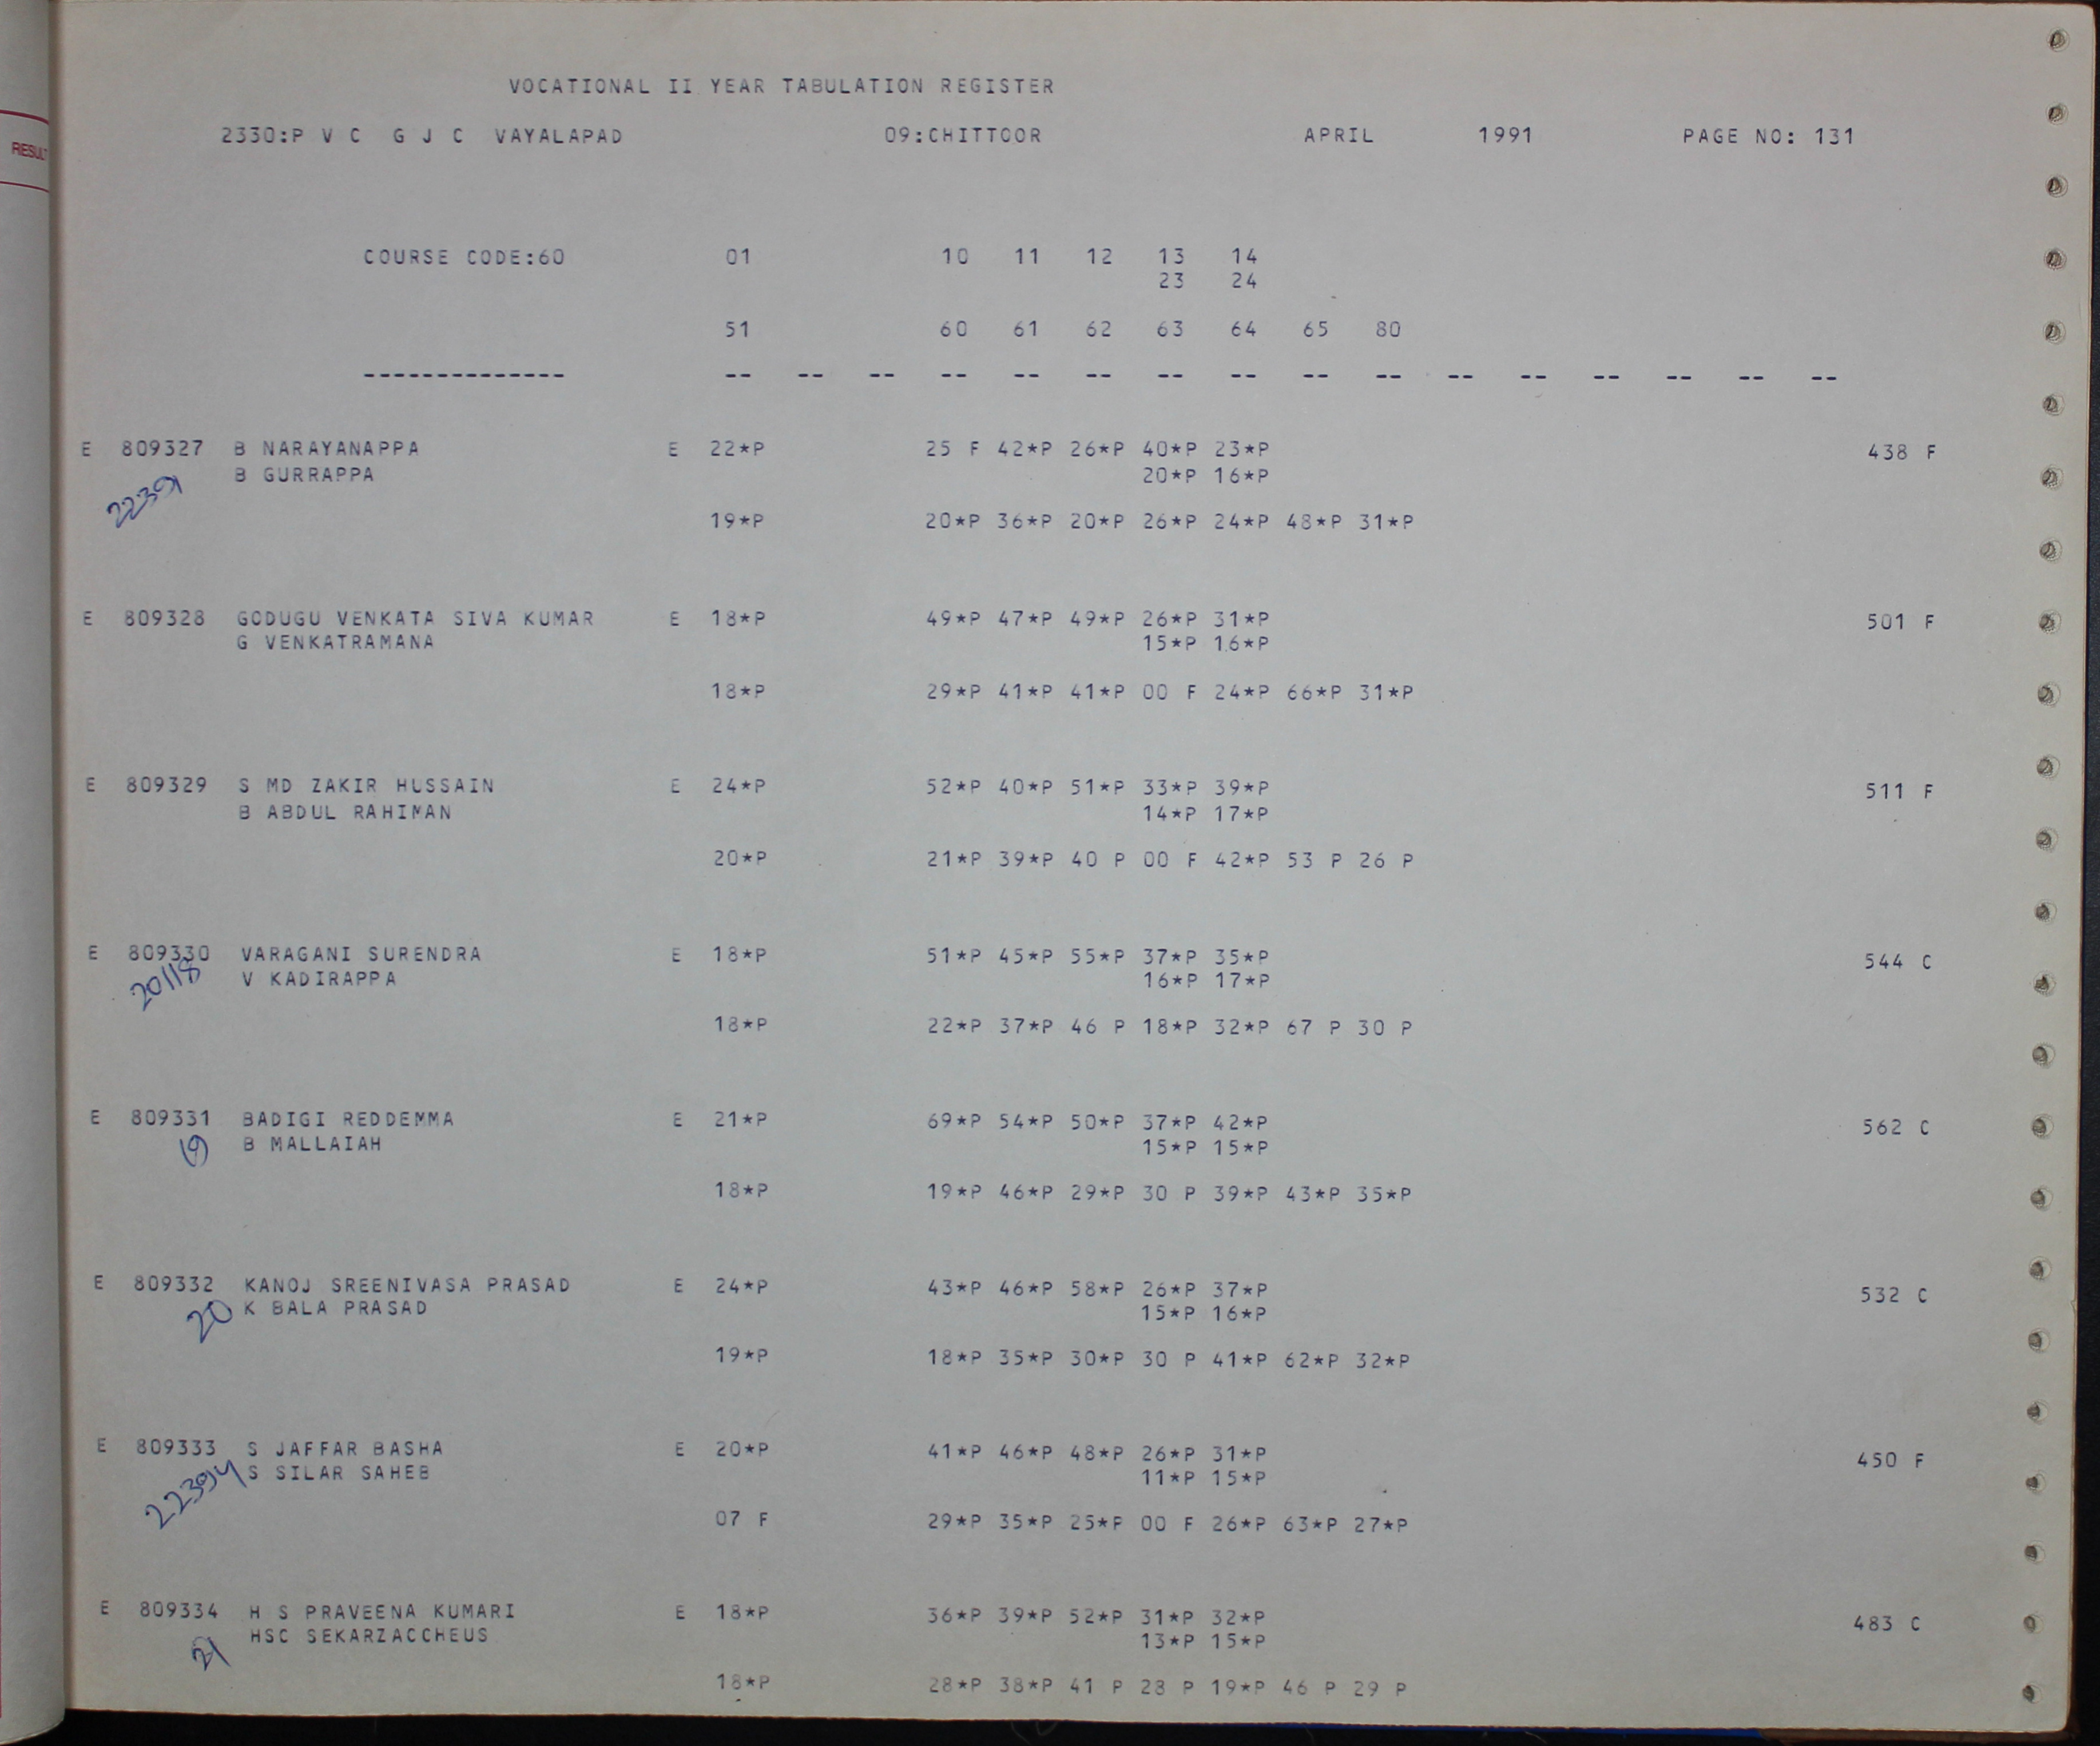 RESULT
VOCATIONAL II YEAR TABULATION REGISTER
2330:P V C G J C VAYALAPAD 09:CHITTOOR APRIL 1991 PAGE NO: 131
COURSE CODE:60 01 10 11 12 13 14
23 24
51 60 61 62 63 64 65 80
-------------- -- -- -- -- -- -- -- -- -- -- -- -- -- -- -- --
E 809327 B NARAYANAPPA E 22*P 25 F 42*P 26*P 40*P 23*P 438 F
B GURRAPPA 20*P 16*P
22391
19*P 20*P 36*P 20*P 26*P 24*P 48*P 31*P
E 809328 GODUGU VENKATA SIVA KUMAR E 18*P 49*P 47*P 49*P 26*P 31*P 501 F
G VENKATRAMANA 15*P 16*P
18*P 29*P 41*P 41*P 00 F 24*P 66*P 31*P
E 809329 S MD ZAKIR HUSSAIN E 24*P 52*P 40*P 51*P 33*P 39*P 511 F
B ABDUL RAHIMAN 14*P 17*P
20*P 21*P 39*P 40 P 00 F 42*P 53 P 26 P
E 809330 VARAGANI SURENDRA E 18*P 51*P 45*P 55*P 37*P 35*P 544 C
20118 V KADIRAPPA 16*P 17*P
18*P 22*P 37*P 46 P 18*P 32*P 67 P 30 P
E 809331 BADIGI REDDEMMA E 21*P 69*P 54*P 50*P 37*P 42*P 562 C
19 B MALLAIAH 15*P 15*P
18*P 19*P 46*P 29*P 30 P 39*P 43*P 35*P
E 809332 KANOJ SREENIVASA PRASAD E 24*P 43*P 46*P 58*P 26*P 37*P 532 C
20 K BALA PRASAD 15*P 16*P
19*P 18*P 35*P 30*P 30 P 41*P 62*P 32*P
E 809333 S JAFFAR BASHA E 20*P 41*P 46*P 48*P 26*P 31*P 450 F
22394 S SILAR SAHEB 11*P 15*P
07 F 29*P 35*P 25*P 00 F 26*P 63*P 27*P
E 809334 H S PRAVEENA KUMARI E 18*P 36*P 39*P 52*P 31*P 32*P 483 C
21 HSC SEKARZACCHEUS 13*P 15*P
18*P 28*P 38*P 41 P 28 P 19*P 46 P 29 P